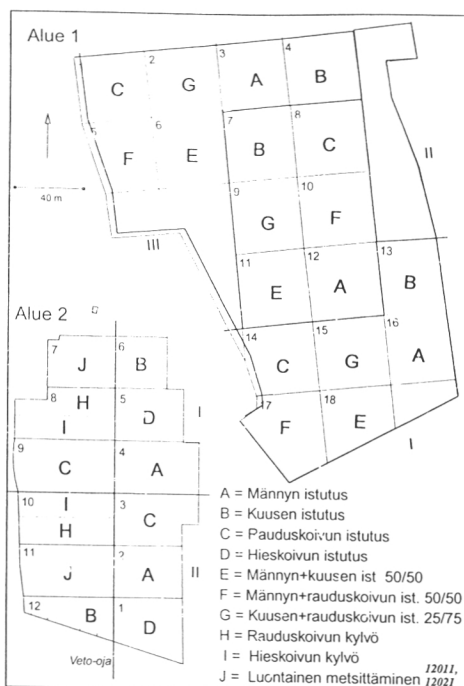 Alue 1
2 3 4
C G A B
5 6 7 8
F E B C
II
40 m
9 10
G F
III
11 12 13
E A B
Alue 2
14 15 16
C G A
7 6
J B
17 18
F E
I
8 H 5
I D I
9 4
C A
10 I 3
H C
11 2
J A II
12 1
B D
Veto-oja
A = Männyn istutus
B = Kuusen istutus
C = Pauduskoivun istutus
D = Hieskoivun istutus
E = Männyn+kuusen ist 50/50
F = Männyn+rauduskoivun ist. 50/50
G = Kuusen+rauduskoivun ist. 25/75
H = Rauduskoivun kylvö
I = Hieskoivun kylvö
J = Luontainen metsittäminen 12011, 12021